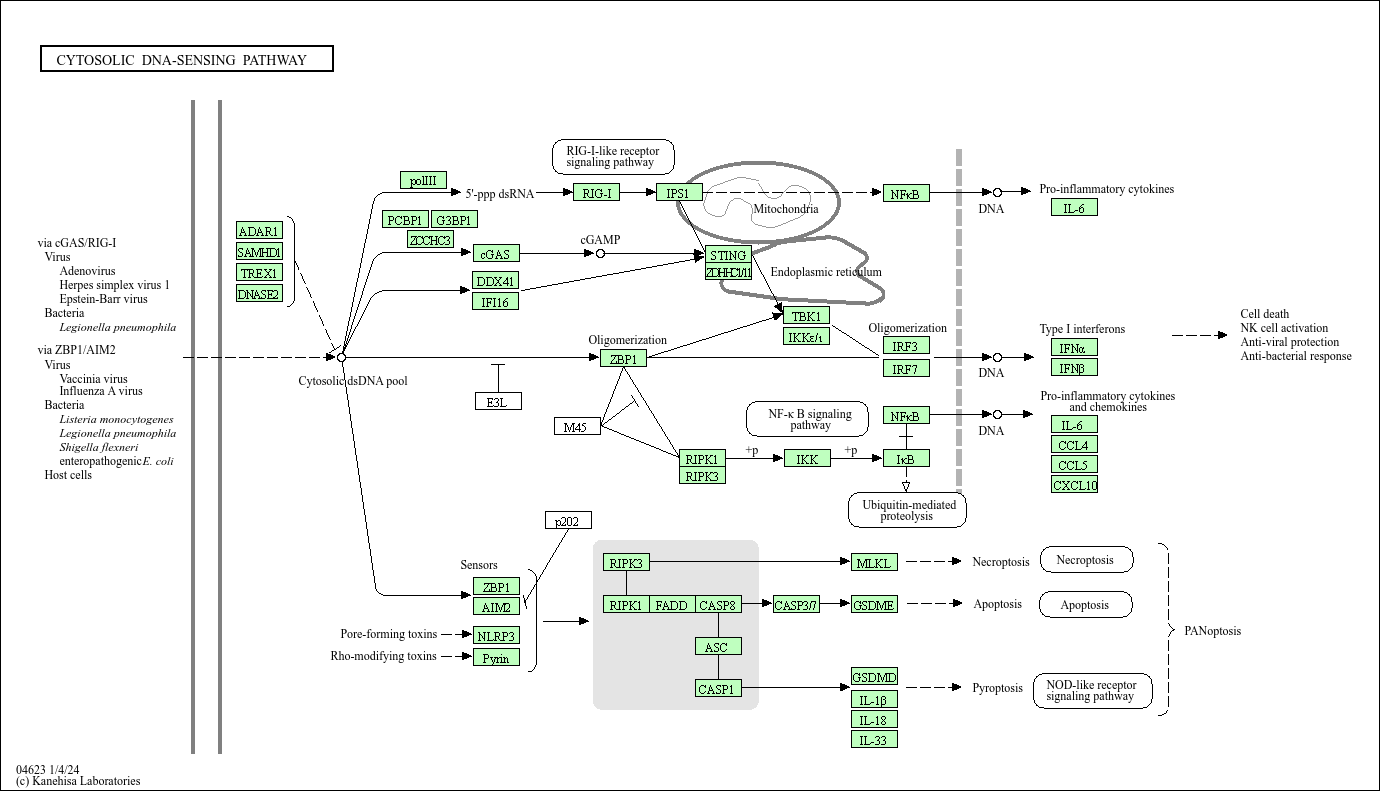 CYTOSOLIC DNA-SENSING PATHWAY
via cGAS/RIG-I
Virus
Adenovirus
Herpes simplex virus 1
Epstein-Barr virus
Bacteria
Legionella pneumophila
via ZBP1/AIM2
Virus
Vaccinia virus
Influenza A virus
Bacteria
Listeria monocytogenes
Legionella pneumophila
Shigella flexneri
enteropathogenic E. coli
Host cells
ADAR1
SAMHD1
TREX1
DNASE2
Cytosolic dsDNA pool
polIII
5'-ppp dsRNA
RIG-I-like receptor
signaling pathway
RIG-I
IPS1
Mitochondria
NFκB
DNA
Pro-inflammatory cytokines
IL-6
PCBP1
G3BP1
ZCCHC3
cGAS
cGAMP
STING
ZDHHC1/11
Endoplasmic reticulum
DDX41
IFI16
TBK1
IKKε/ι
Oligomerization
ZBP1
Oligomerization
IRF3
IRF7
DNA
Type I interferons
IFNα
IFNβ
Cell death
NK cell activation
Anti-viral protection
Anti-bacterial response
E3L
M45
NF-κ B signaling
pathway
NFκB
DNA
Pro-inflammatory cytokines
and chemokines
IL-6
CCL4
CCL5
CXCL10
RIPK1
RIPK3
+p
IKK
+p
IκB
Ubiquitin-mediated
proteolysis
p202
Sensors
ZBP1
AIM2
Pore-forming toxins
NLRP3
Rho-modifying toxins
Pyrin
RIPK3
MLKL
Necroptosis
Necroptosis
RIPK1
FADD
CASP8
CASP3/7
GSDME
Apoptosis
Apoptosis
ASC
CASP1
GSDMD
IL-1β
IL-18
IL-33
Pyroptosis
NOD-like receptor
signaling pathway
PANoptosis
04623 1/4/24
(c) Kanehisa Laboratories